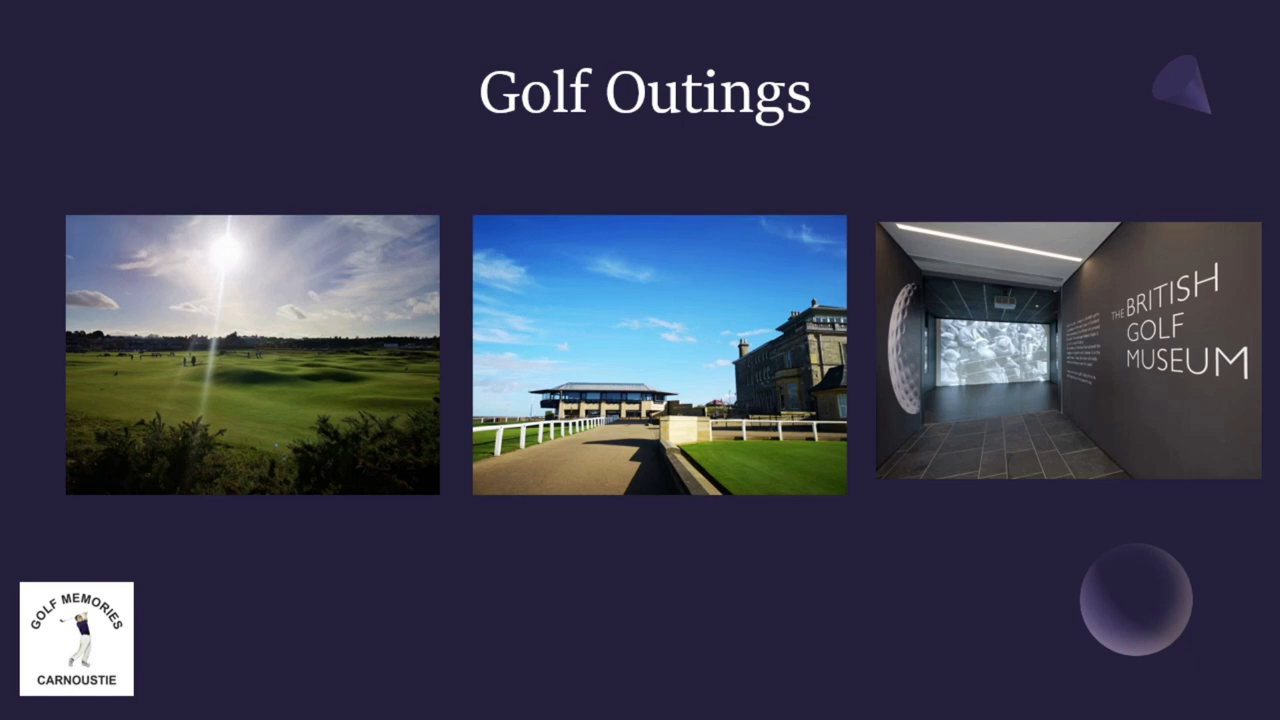 Golf Outings
THE BRITISH
GOLF
MUSEUM
GOLF MEMORIES
CARNOUSTIE